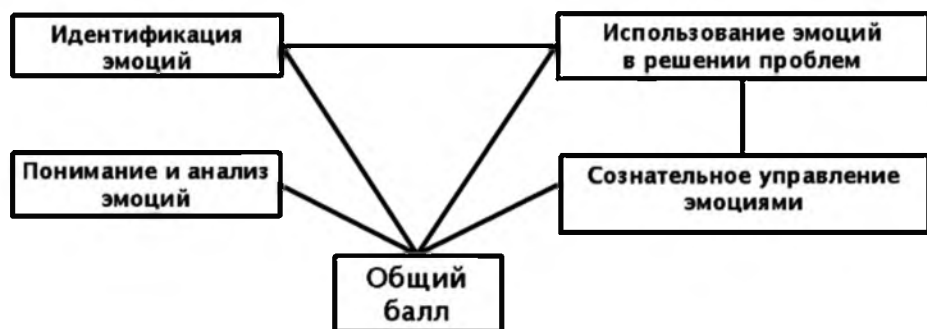 Идентификация
эмоций
Использование эмоций
в решении проблем
Понимание и анализ
эмоций
Сознательное управление
эмоциями
Общий
балл